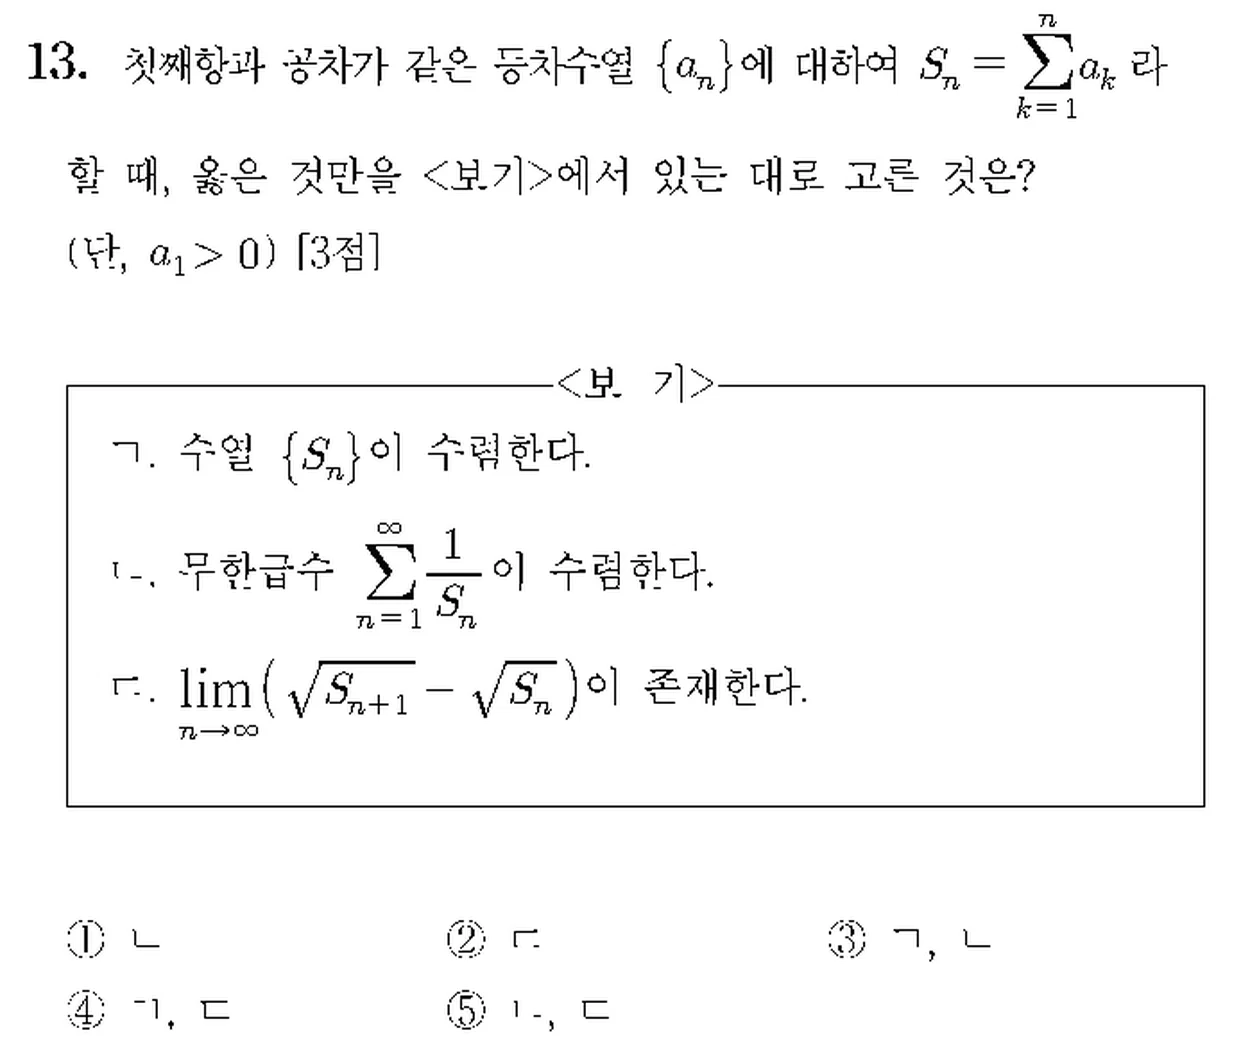 13. 첫째항과 공차가 같은 등차수열 {aₙ}에 대하여 Sₙ = ∑_{k=1}^{n} aₖ 라
할 때, 옳은 것만을 <보기>에서 있는 대로 고른 것은?
(단, a₁ > 0) [3점]
<보 기>
ㄱ. 수열 {Sₙ}이 수렴한다.
ㄴ. 무한급수 ∑_{n=1}^{∞} 1/Sₙ 이 수렴한다.
ㄷ. lim_{n→∞} (√Sₙ₊₁ − √Sₙ)이 존재한다.
① ㄴ ② ㄷ ③ ㄱ, ㄴ
④ ㄱ, ㄷ ⑤ ㄴ, ㄷ